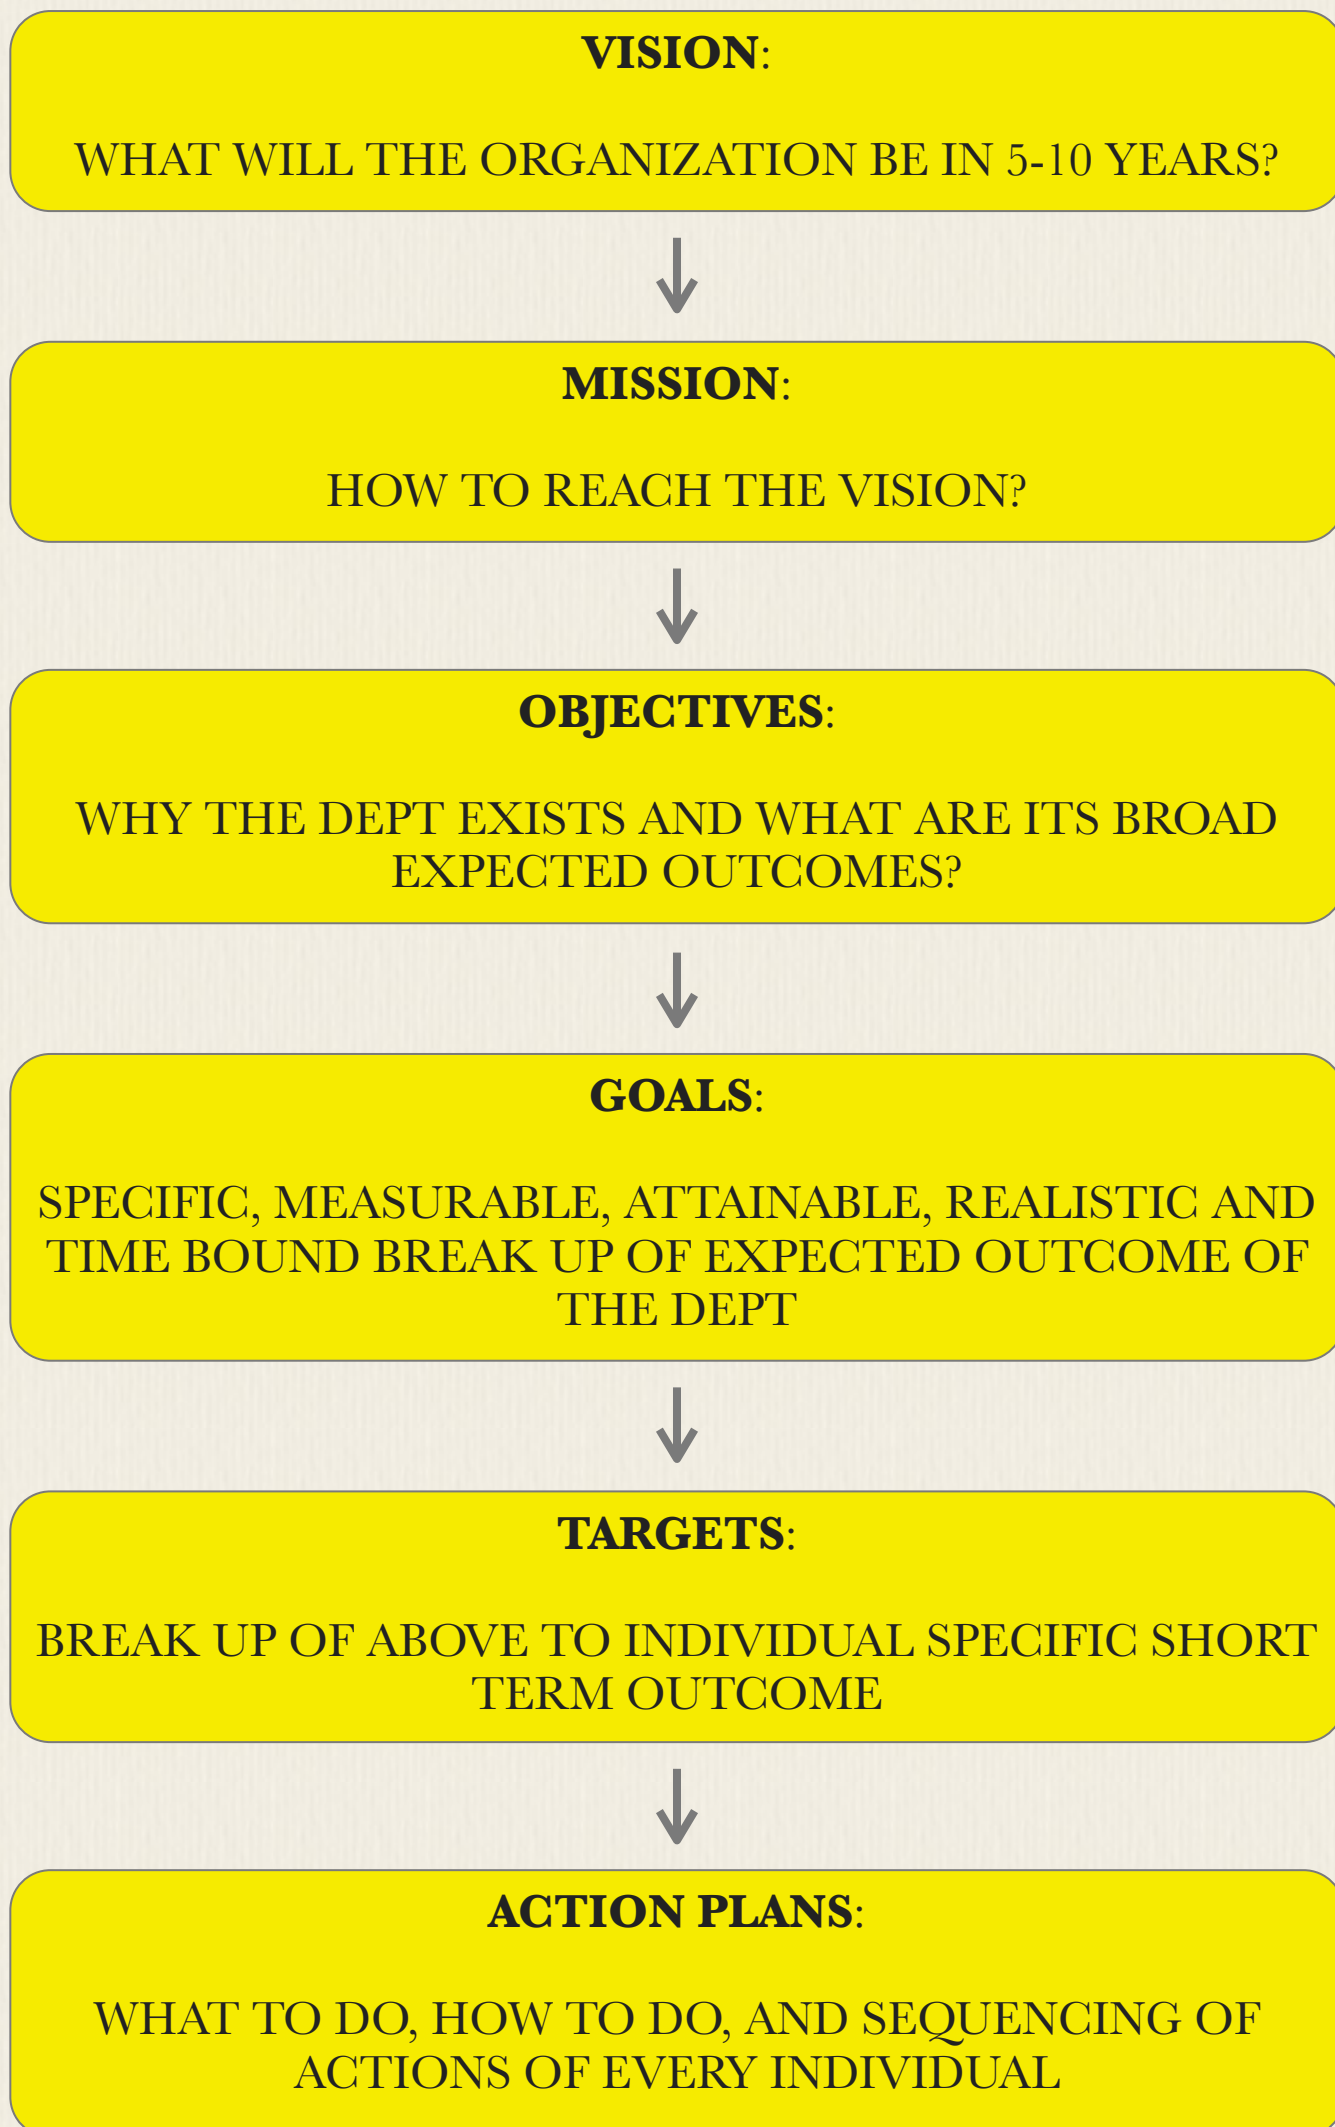 VISION:
WHAT WILL THE ORGANIZATION BE IN 5-10 YEARS?
MISSION:
HOW TO REACH THE VISION?
OBJECTIVES:
WHY THE DEPT EXISTS AND WHAT ARE ITS BROAD
EXPECTED OUTCOMES?
GOALS:
SPECIFIC, MEASURABLE, ATTAINABLE, REALISTIC AND
TIME BOUND BREAK UP OF EXPECTED OUTCOME OF
THE DEPT
TARGETS:
BREAK UP OF ABOVE TO INDIVIDUAL SPECIFIC SHORT
TERM OUTCOME
ACTION PLANS:
WHAT TO DO, HOW TO DO, AND SEQUENCING OF
ACTIONS OF EVERY INDIVIDUAL